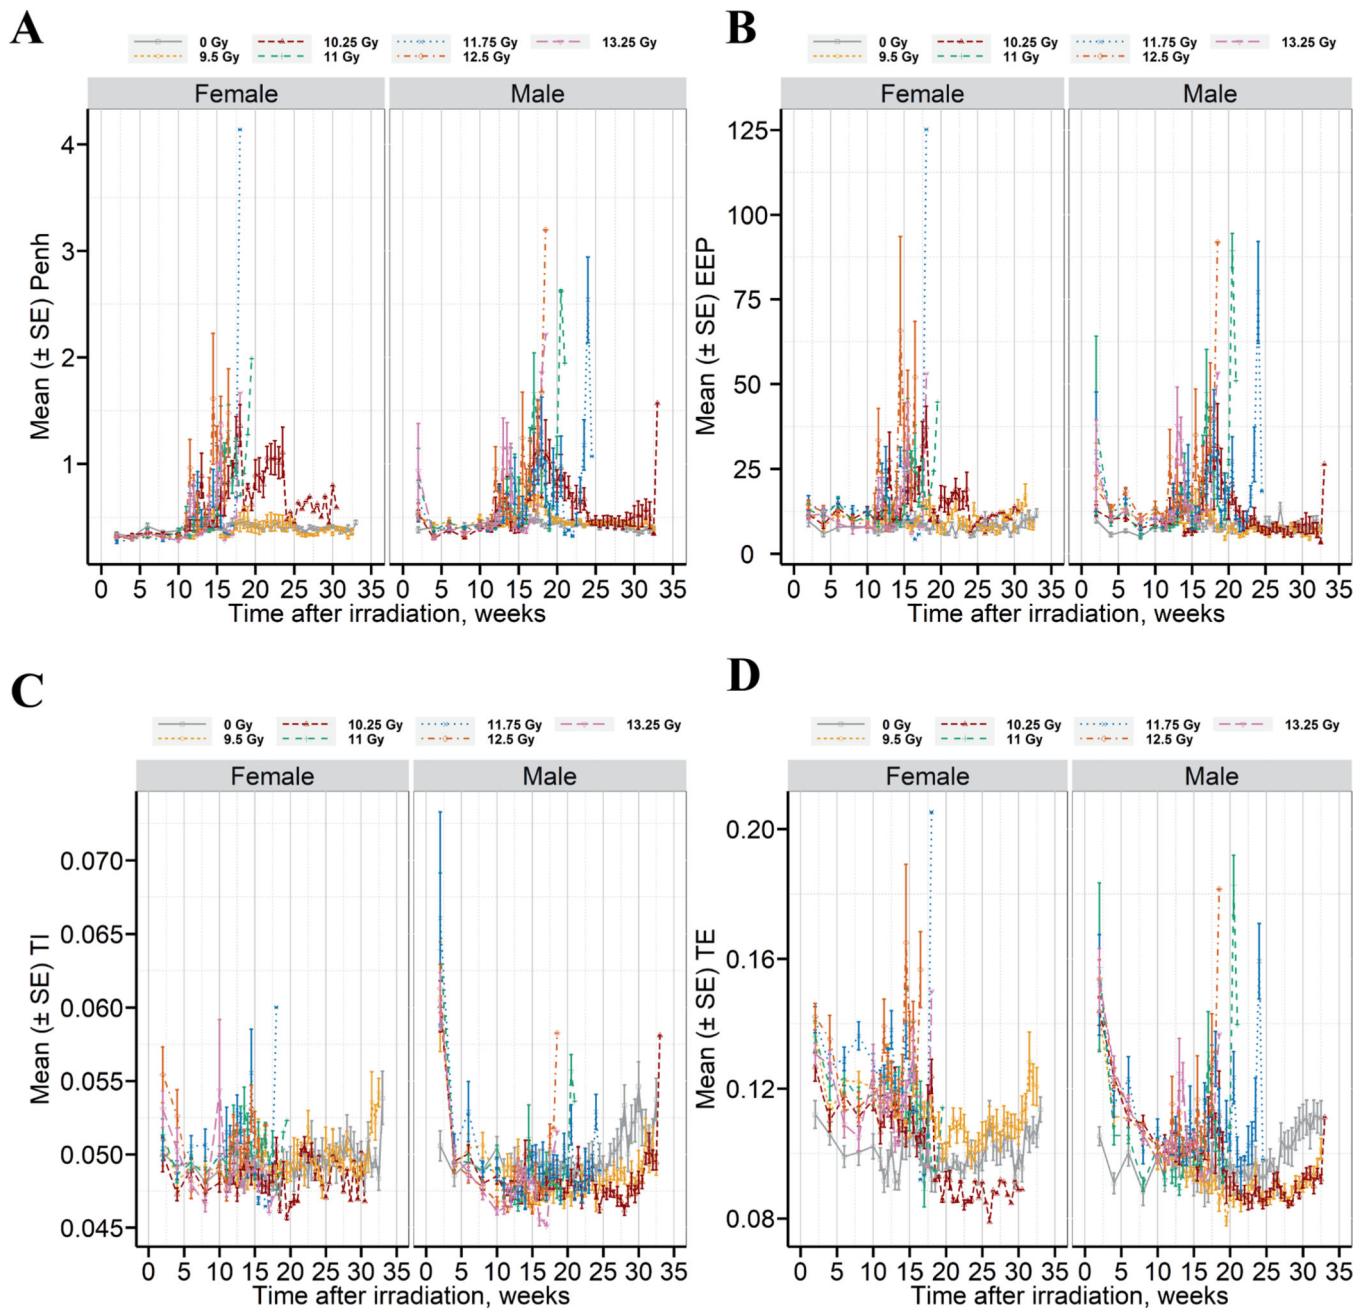 A
0 Gy 10.25 Gy 11.75 Gy 13.25 Gy
9.5 Gy 11 Gy 12.5 Gy
Female Male
Mean (± SE) Penh
4
3
2
1
0 5 10 15 20 25 30 35 0 5 10 15 20 25 30 35
Time after irradiation, weeks
B
0 Gy 10.25 Gy 11.75 Gy 13.25 Gy
9.5 Gy 11 Gy 12.5 Gy
Female Male
Mean (± SE) EEP
125
100
75
50
25
0
0 5 10 15 20 25 30 35 0 5 10 15 20 25 30 35
Time after irradiation, weeks
C
0 Gy 10.25 Gy 11.75 Gy 13.25 Gy
9.5 Gy 11 Gy 12.5 Gy
Female Male
Mean (± SE) TI
0.070
0.065
0.060
0.055
0.050
0.045
0 5 10 15 20 25 30 35 0 5 10 15 20 25 30 35
Time after irradiation, weeks
D
0 Gy 10.25 Gy 11.75 Gy 13.25 Gy
9.5 Gy 11 Gy 12.5 Gy
Female Male
Mean (± SE) TE
0.20
0.16
0.12
0.08
0 5 10 15 20 25 30 35 0 5 10 15 20 25 30 35
Time after irradiation, weeks